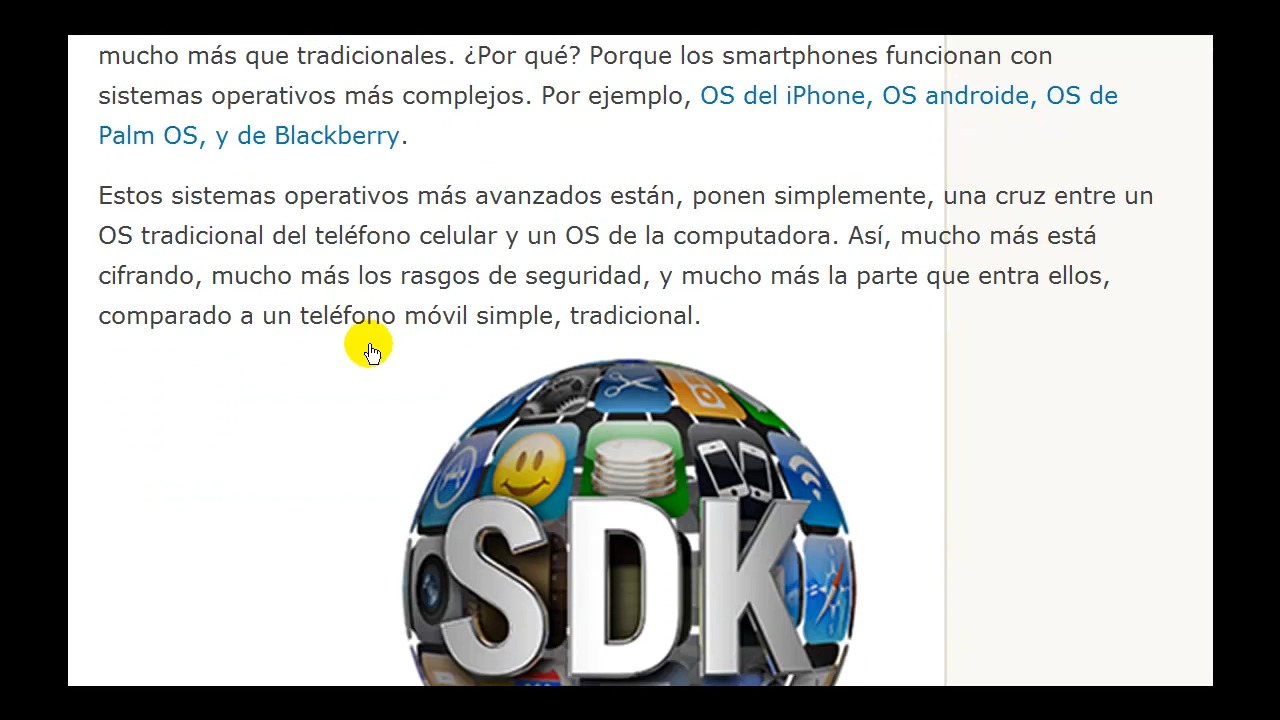 mucho más que tradicionales. ¿Por qué? Porque los smartphones funcionan con
sistemas operativos más complejos. Por ejemplo, OS del iPhone, OS androide, OS de
Palm OS, y de Blackberry.
Estos sistemas operativos más avanzados están, ponen simplemente, una cruz entre un
OS tradicional del teléfono celular y un OS de la computadora. Así, mucho más está
cifrando, mucho más los rasgos de seguridad, y mucho más la parte que entra ellos,
comparado a un teléfono móvil simple, tradicional.
SDK